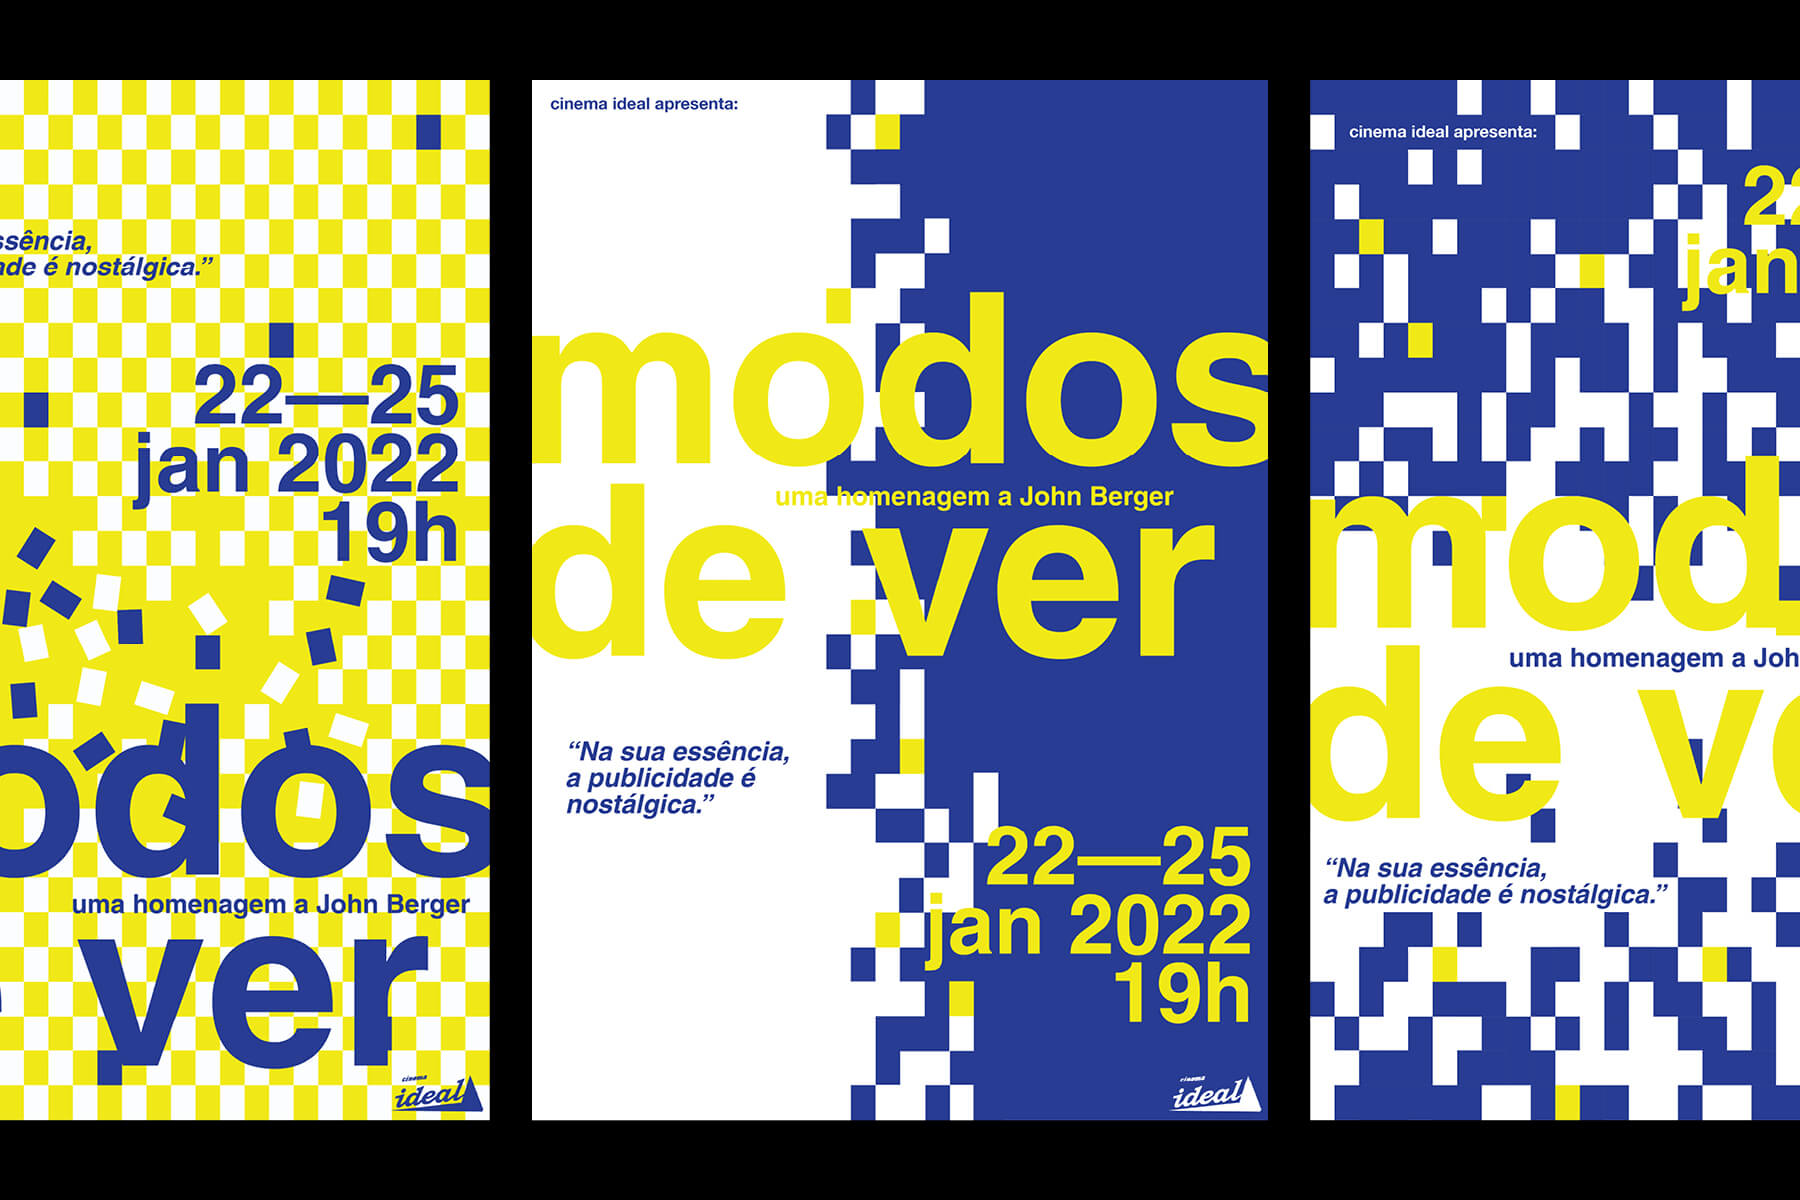 ssência,
ade é nostálgica.”
22—25
jan 2022
19h
odos
uma homenagem a John Berger
ver
cinema
ideal
cinema ideal apresenta:
modos
uma homenagem a John Berger
de ver
“Na sua essência,
a publicidade é
nostálgica.”
22—25
jan 2022
19h
cinema
ideal
cinema ideal apresenta:
22
jan
mod
uma homenagem a Joh
de ve
“Na sua essência,
a publicidade é nostálgica.”